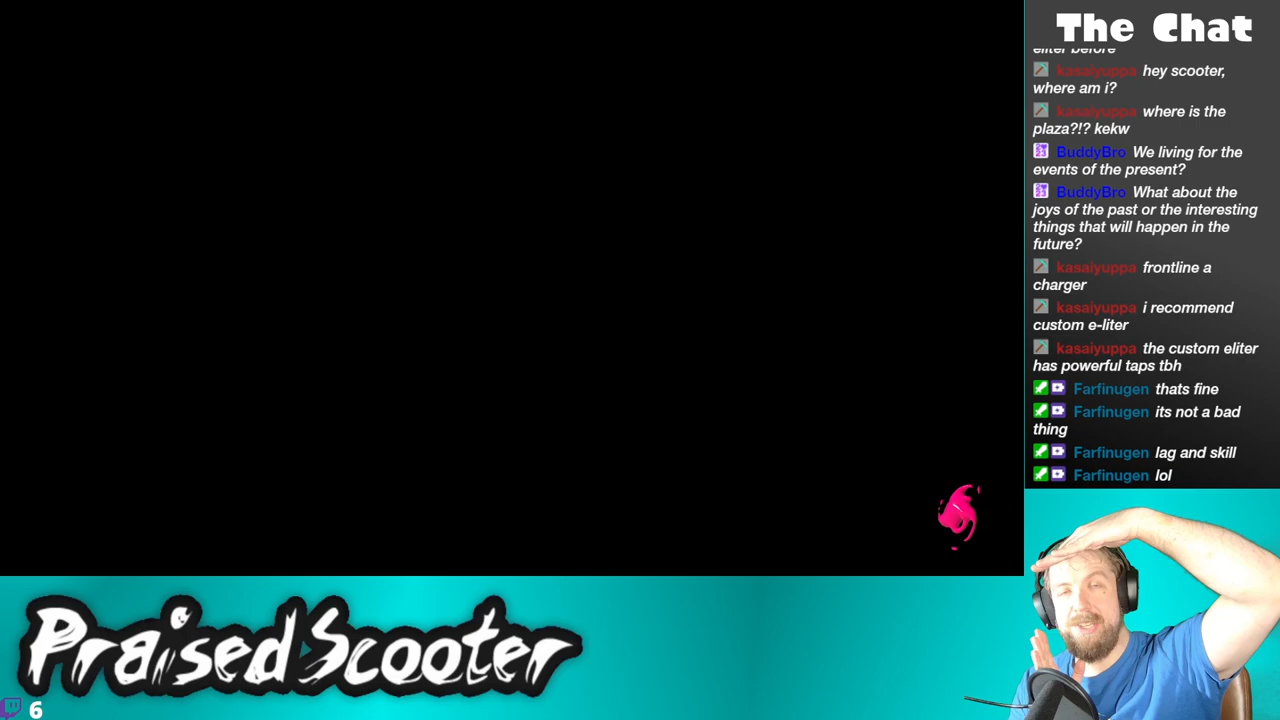 The Chat
eliter before
kasaiyuppa hey scooter,
where am i?
kasaiyuppa where is the
plaza?!? kekw
BuddyBro We living for the
events of the present?
BuddyBro What about the
joys of the past or the interesting
things that will happen in the
future?
kasaiyuppa frontline a
charger
kasaiyuppa i recommend
custom e-liter
kasaiyuppa the custom eliter
has powerful taps tbh
Farfinugen thats fine
Farfinugen its not a bad
thing
Farfinugen lag and skill
Farfinugen lol
PraisedScooter
6